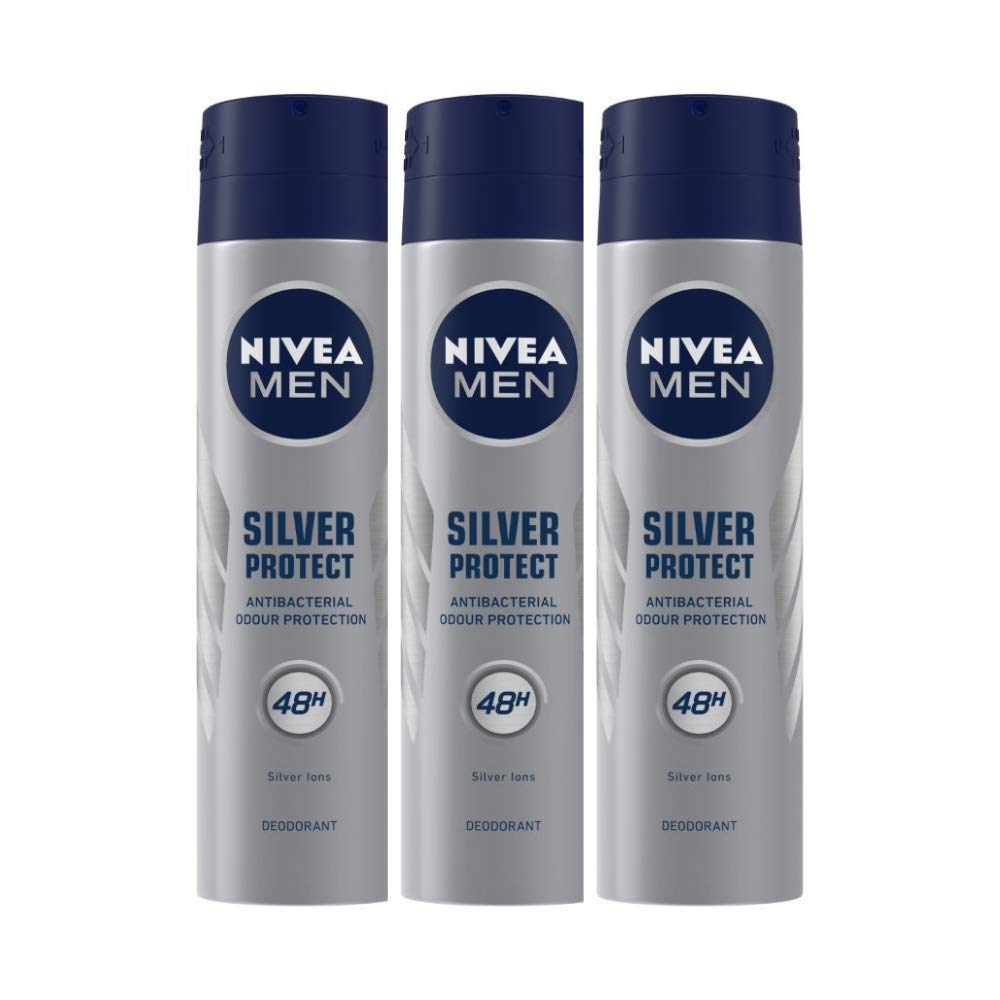 NIVEA
MEN
SILVER
PROTECT
ANTIBACTERIAL
ODOUR PROTECTION
48H
Silver Ions
DEODORANT
NIVEA
MEN
SILVER
PROTECT
ANTIBACTERIAL
ODOUR PROTECTION
48H
Silver Ions
DEODORANT
NIVEA
MEN
SILVER
PROTECT
ANTIBACTERIAL
ODOUR PROTECTION
48H
Silver Ions
DEODORANT